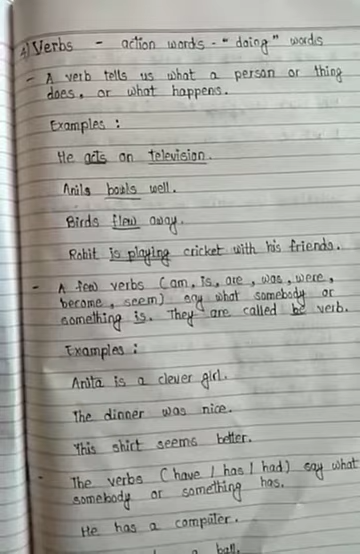 4) Verbs - action words - "doing" words
- A verb tells us what a person or thing
does, or what happens.
Examples :
He acts on television.
Anila bowls well.
Birds flew away.
Rohit is playing cricket with his friends.
- A few verbs (am, is, are, was, were,
become, seem) say what somebody or
something is. They are called be verb.
Examples :
Anita is a clever girl.
The dinner was nice.
This shirt seems better.
- The verbs (have / has / had) say what
somebody or something has.
He has a computer.
a ball.